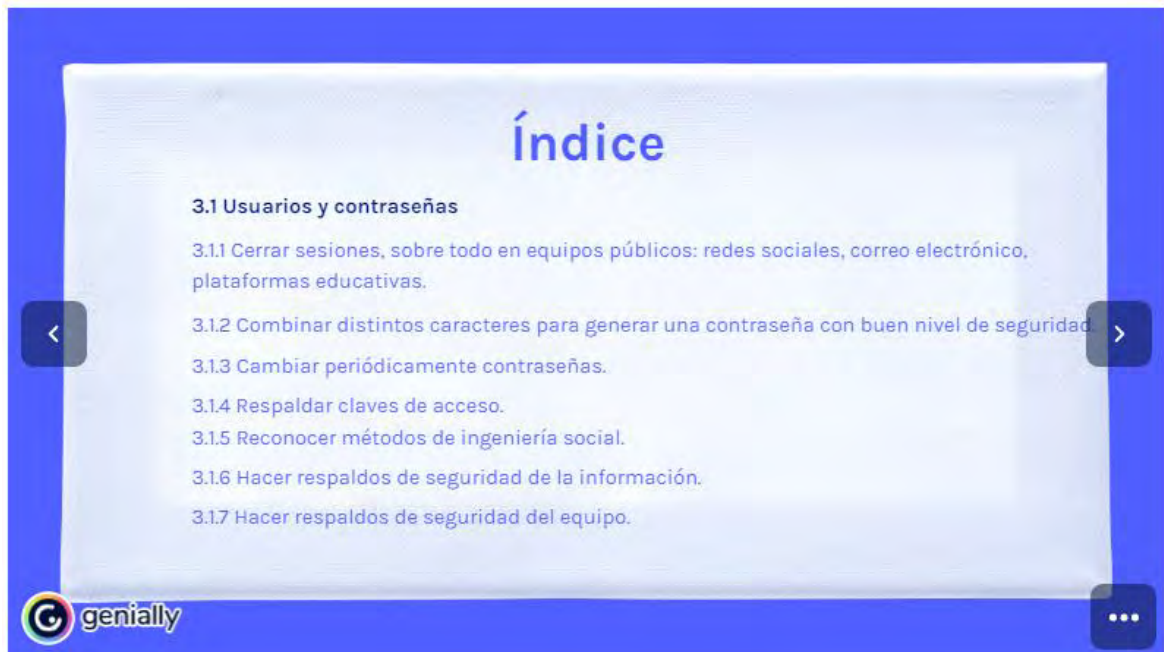 Índice
3.1 Usuarios y contraseñas
3.1.1 Cerrar sesiones, sobre todo en equipos públicos: redes sociales, correo electrónico,
plataformas educativas.
3.1.2 Combinar distintos caracteres para generar una contraseña con buen nivel de seguridad.
3.1.3 Cambiar periódicamente contraseñas.
3.1.4 Respaldar claves de acceso.
3.1.5 Reconocer métodos de ingeniería social.
3.1.6 Hacer respaldos de seguridad de la información.
3.1.7 Hacer respaldos de seguridad del equipo.
genially